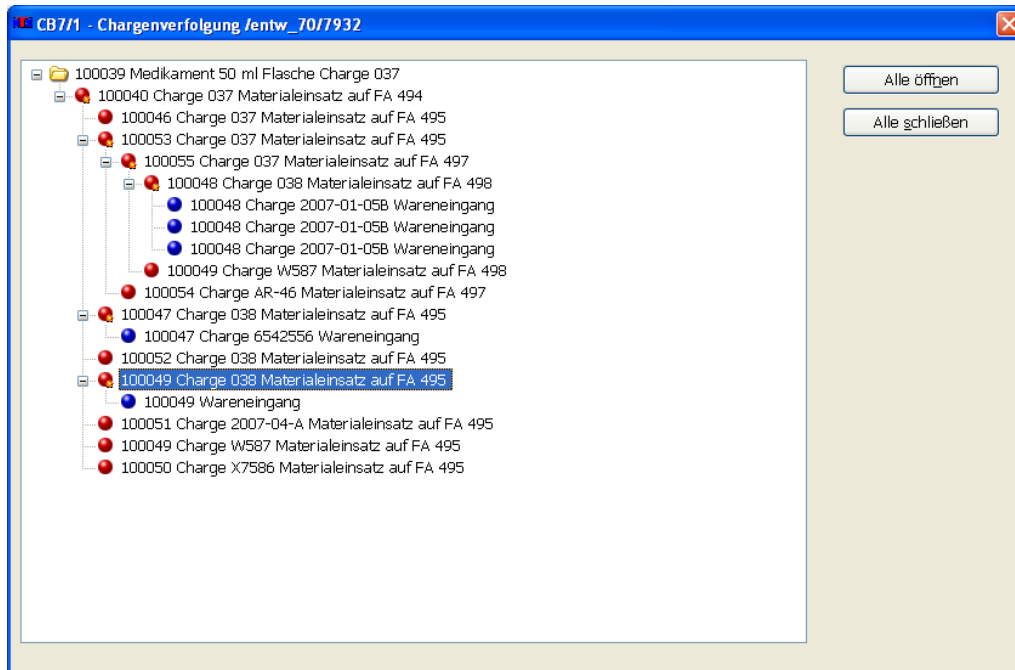 CB7/1 - Chargenverfolgung /entw_70/7932
100039 Medikament 50 ml Flasche Charge 037
100040 Charge 037 Materialeinsatz auf FA 494
100046 Charge 037 Materialeinsatz auf FA 495
100053 Charge 037 Materialeinsatz auf FA 495
100055 Charge 037 Materialeinsatz auf FA 497
100048 Charge 038 Materialeinsatz auf FA 498
100048 Charge 2007-01-05B Wareneingang
100048 Charge 2007-01-05B Wareneingang
100048 Charge 2007-01-05B Wareneingang
100049 Charge W587 Materialeinsatz auf FA 498
100054 Charge AR-46 Materialeinsatz auf FA 497
100047 Charge 038 Materialeinsatz auf FA 495
100047 Charge 6542556 Wareneingang
100052 Charge 038 Materialeinsatz auf FA 495
100049 Charge 038 Materialeinsatz auf FA 495
100049 Wareneingang
100051 Charge 2007-04-A Materialeinsatz auf FA 495
100049 Charge W587 Materialeinsatz auf FA 495
100050 Charge X7586 Materialeinsatz auf FA 495
Alle öffnen
Alle schließen